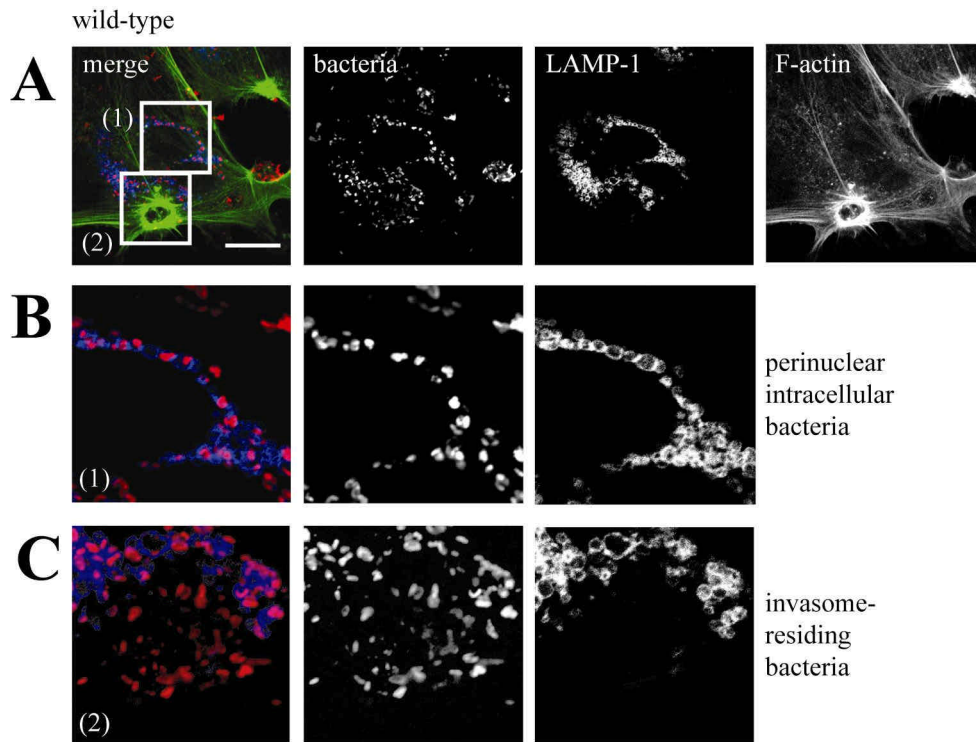 wild-type
A
merge
bacteria
LAMP-1
F-actin
(1)
(2)
B
(1)
perinuclear
intracellular
bacteria
C
(2)
invasome-
residing
bacteria